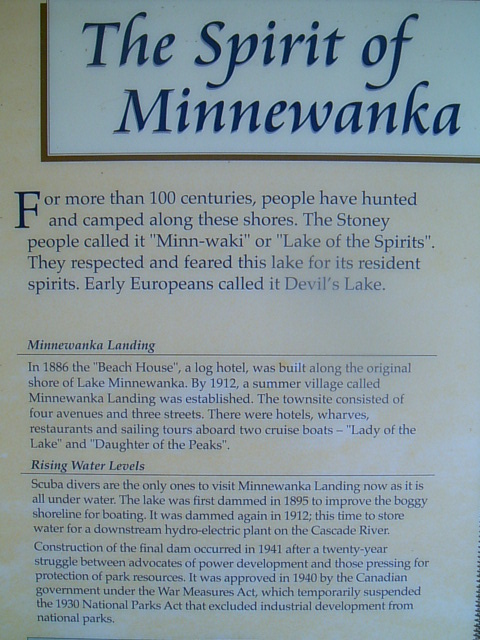 The Spirit of
Minnewanka
For more than 100 centuries, people have hunted
and camped along these shores. The Stoney
people called it "Minn-waki" or "Lake of the Spirits".
They respected and feared this lake for its resident
spirits. Early Europeans called it Devil's Lake.
Minnewanka Landing
In 1886 the "Beach House", a log hotel, was built along the original
shore of Lake Minnewanka. By 1912, a summer village called
Minnewanka Landing was established. The townsite consisted of
four avenues and three streets. There were hotels, wharves,
restaurants and sailing tours aboard two cruise boats – "Lady of the
Lake" and "Daughter of the Peaks".
Rising Water Levels
Scuba divers are the only ones to visit Minnewanka Landing now as it is
all under water. The lake was first dammed in 1895 to improve the boggy
shoreline for boating. It was dammed again in 1912; this time to store
water for a downstream hydro-electric plant on the Cascade River.
Construction of the final dam occurred in 1941 after a twenty-year
struggle between advocates of power development and those pressing for
protection of park resources. It was approved in 1940 by the Canadian
government under the War Measures Act, which temporarily suspended
the 1930 National Parks Act that excluded industrial development from
national parks.